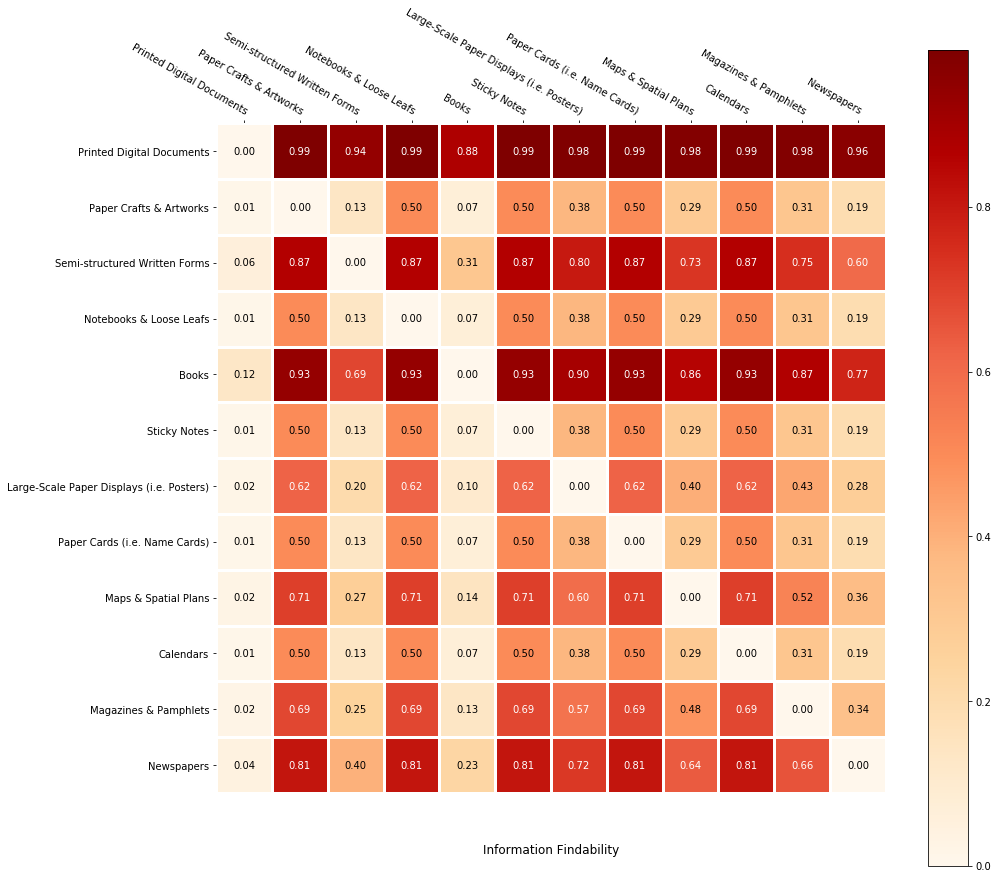 Printed Digital Documents
Paper Crafts & Artworks
Semi-structured Written Forms
Notebooks & Loose Leafs
Books
Sticky Notes
Large-Scale Paper Displays (i.e. Posters)
Paper Cards (i.e. Name Cards)
Maps & Spatial Plans
Calendars
Magazines & Pamphlets
Newspapers
Printed Digital Documents 0.00 0.99 0.94 0.99 0.88 0.99 0.98 0.99 0.98 0.99 0.98 0.96
Paper Crafts & Artworks 0.01 0.00 0.13 0.50 0.07 0.50 0.38 0.50 0.29 0.50 0.31 0.19
Semi-structured Written Forms 0.06 0.87 0.00 0.87 0.31 0.87 0.80 0.87 0.73 0.87 0.75 0.60
Notebooks & Loose Leafs 0.01 0.50 0.13 0.00 0.07 0.50 0.38 0.50 0.29 0.50 0.31 0.19
Books 0.12 0.93 0.69 0.93 0.00 0.93 0.90 0.93 0.86 0.93 0.87 0.77
Sticky Notes 0.01 0.50 0.13 0.50 0.07 0.00 0.38 0.50 0.29 0.50 0.31 0.19
Large-Scale Paper Displays (i.e. Posters) 0.02 0.62 0.20 0.62 0.10 0.62 0.00 0.62 0.40 0.62 0.43 0.28
Paper Cards (i.e. Name Cards) 0.01 0.50 0.13 0.50 0.07 0.50 0.38 0.00 0.29 0.50 0.31 0.19
Maps & Spatial Plans 0.02 0.71 0.27 0.71 0.14 0.71 0.60 0.71 0.00 0.71 0.52 0.36
Calendars 0.01 0.50 0.13 0.50 0.07 0.50 0.38 0.50 0.29 0.00 0.31 0.19
Magazines & Pamphlets 0.02 0.69 0.25 0.69 0.13 0.69 0.57 0.69 0.48 0.69 0.00 0.34
Newspapers 0.04 0.81 0.40 0.81 0.23 0.81 0.72 0.81 0.64 0.81 0.66 0.00
Information Findability
0.8
0.6
0.4
0.2
0.0